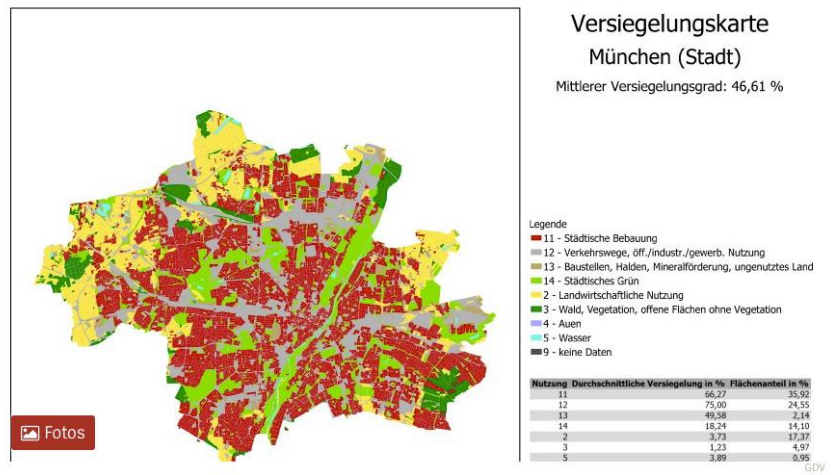 Versiegelungskarte
München (Stadt)
Mittlerer Versiegelungsgrad: 46,61 %
Legende
11 - Städtische Bebauung
12 - Verkehrswege, öff./industr./gewerb. Nutzung
13 - Baustellen, Halden, Mineralförderung, ungenutztes Land
14 - Städtisches Grün
2 - Landwirtschaftliche Nutzung
3 - Wald, Vegetation, offene Flächen ohne Vegetation
4 - Auen
5 - Wasser
9 - keine Daten
Nutzung Durchschnittliche Versiegelung in % Flächenanteil in %
11 66,27 35,92
12 75,00 24,55
13 49,58 2,14
14 18,24 14,10
2 3,73 17,37
3 1,23 4,97
5 3,89 0,95
Fotos
GDV